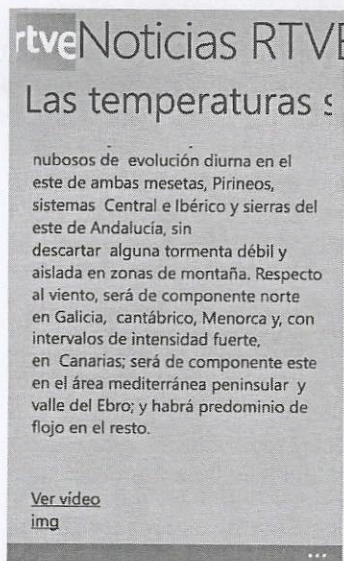 rtve Noticias RTVE
Las temperaturas s
nubosos de evolución diurna en el
este de ambas mesetas, Pirineos,
sistemas Central e Ibérico y sierras del
este de Andalucía, sin
descartar alguna tormenta débil y
aislada en zonas de montaña. Respecto
al viento, será de componente norte
en Galicia, cantábrico, Menorca y, con
intervalos de intensidad fuerte,
en Canarias; será de componente este
en el área mediterránea peninsular y
valle del Ebro; y habrá predominio de
flojo en el resto.
Ver vídeo
img
...